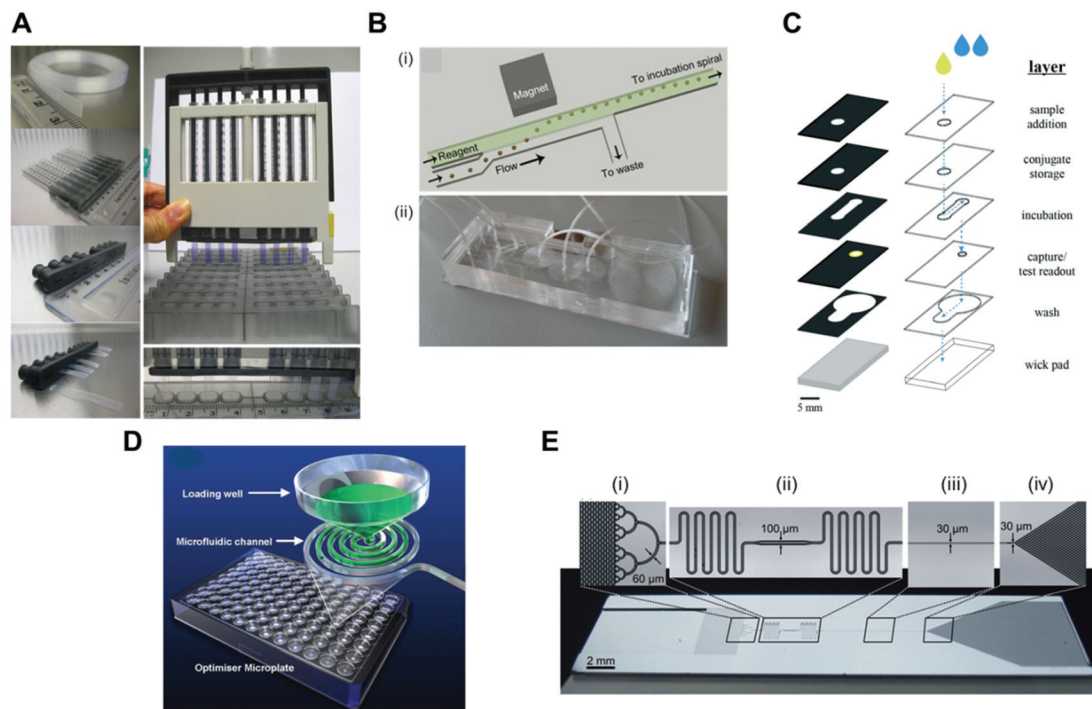 A
B
C
(i)
Magnet
To incubation spiral
Reagent
Flow
To waste
(ii)
layer
sample
addition
conjugate
storage
incubation
capture/
test readout
wash
wick pad
5 mm
D
Loading well
Microfluidic channel
Optimiser Microplate
E
(i)
(ii)
(iii)
(iv)
100 µm
30 µm
30 µm
60 µm
2 mm